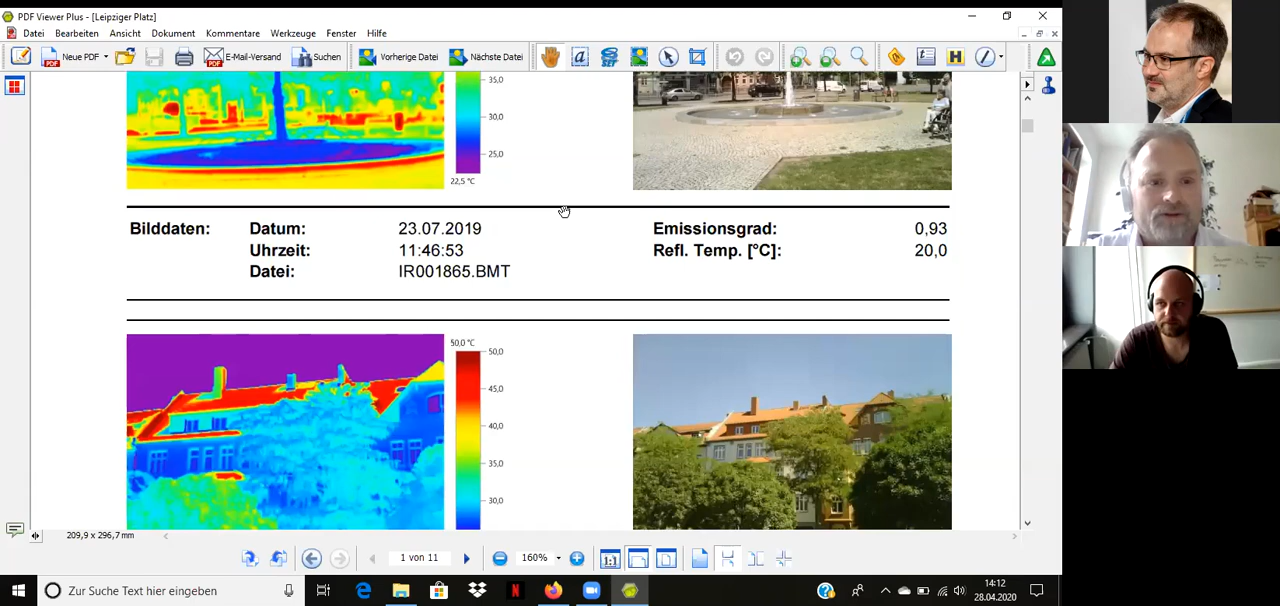 PDF Viewer Plus - [Leipziger Platz]
Datei Bearbeiten Ansicht Dokument Kommentare Werkzeuge Fenster Hilfe
Neue PDF E-Mail-Versand Suchen Vorherige Datei Nächste Datei
35,0
30,0
25,0
22,5 °C
Bilddaten: Datum: 23.07.2019 Emissionsgrad: 0,93
Uhrzeit: 11:46:53 Refl. Temp. [°C]: 20,0
Datei: IR001865.BMT
50,0 °C
50,0
45,0
40,0
35,0
30,0
209,9 x 296,7 mm
1 von 11 160%
Zur Suche Text hier eingeben
14:12
28.04.2020